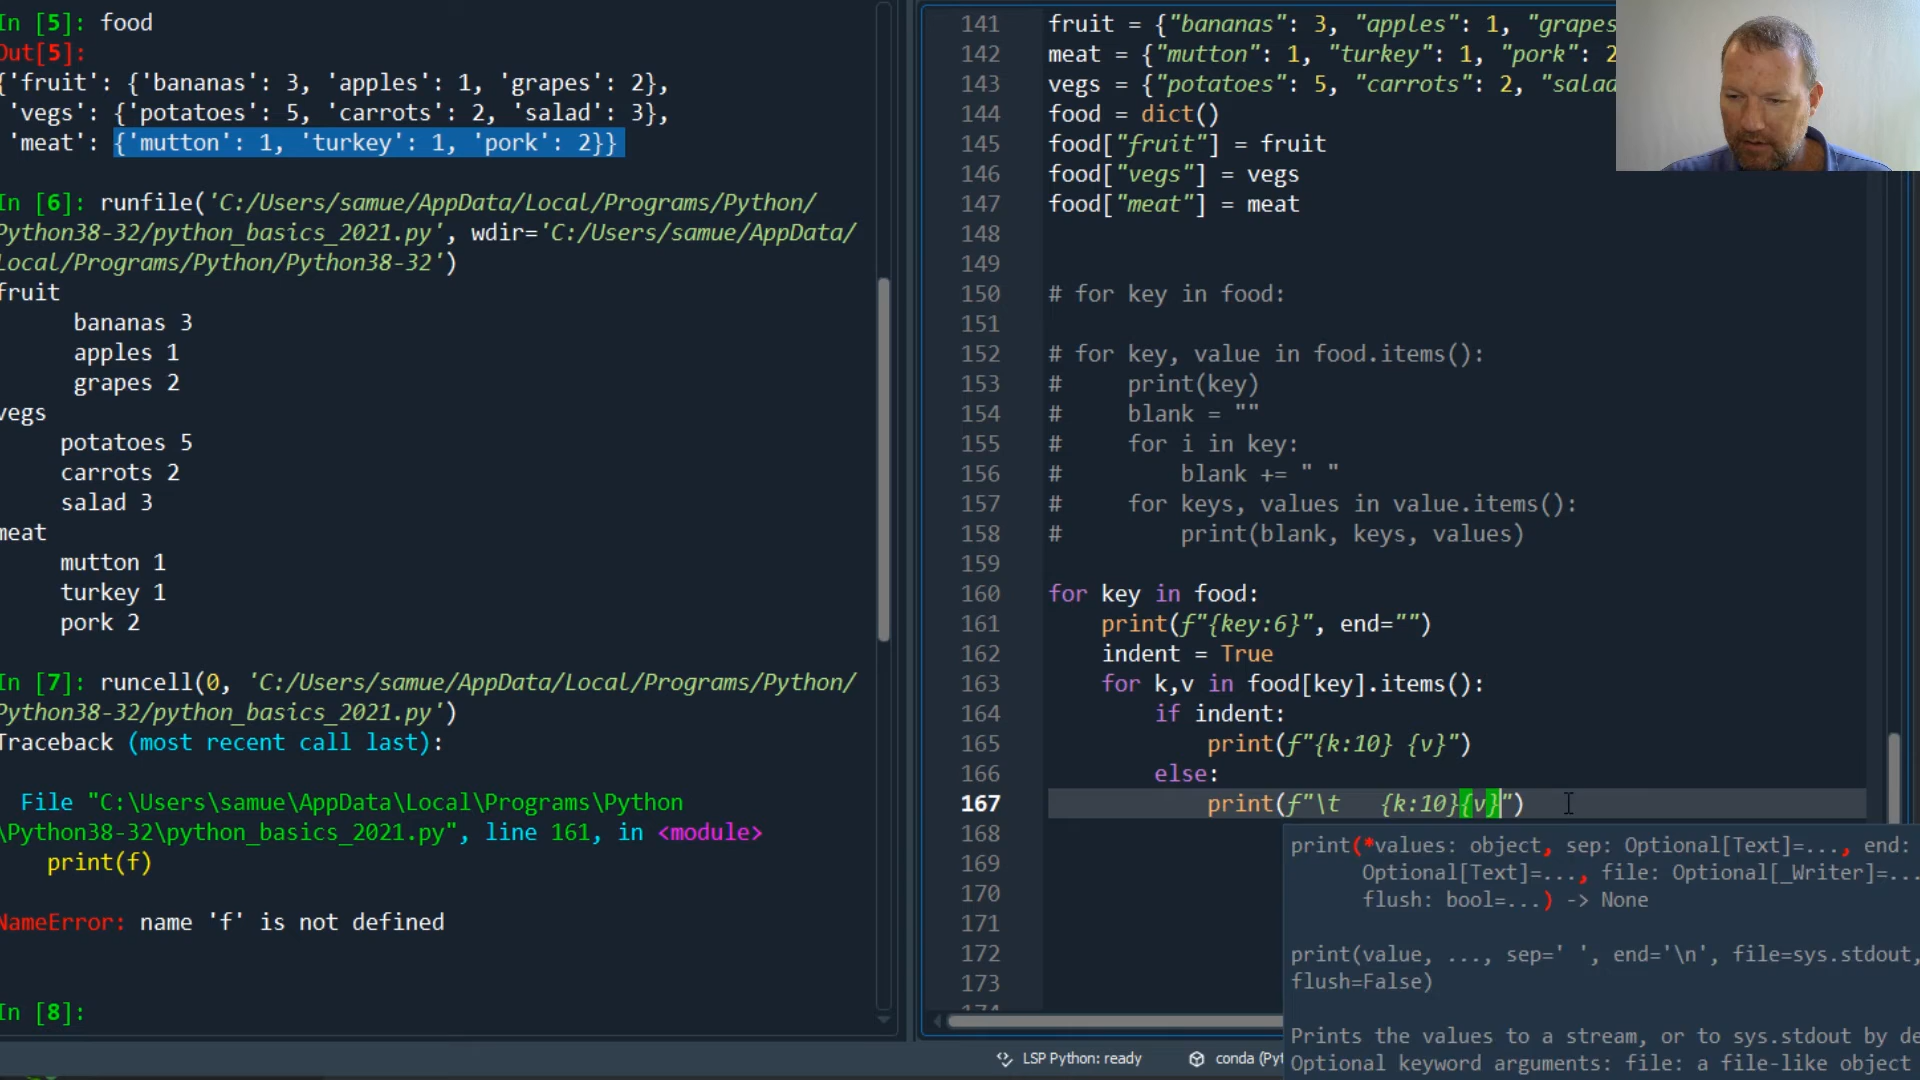 In [5]: food
Out[5]:
{'fruit': {'bananas': 3, 'apples': 1, 'grapes': 2},
'vegs': {'potatoes': 5, 'carrots': 2, 'salad': 3},
'meat': {'mutton': 1, 'turkey': 1, 'pork': 2}}
In [6]: runfile('C:/Users/samue/AppData/Local/Programs/Python/
Python38-32/python_basics_2021.py', wdir='C:/Users/samue/AppData/
Local/Programs/Python/Python38-32')
fruit
bananas 3
apples 1
grapes 2
vegs
potatoes 5
carrots 2
salad 3
meat
mutton 1
turkey 1
pork 2
In [7]: runcell(0, 'C:/Users/samue/AppData/Local/Programs/Python/
Python38-32/python_basics_2021.py')
Traceback (most recent call last):
File "C:\Users\samue\AppData\Local\Programs\Python
\Python38-32\python_basics_2021.py", line 161, in <module>
print(f)
NameError: name 'f' is not defined
In [8]:
141 fruit = {"bananas": 3, "apples": 1, "grapes
142 meat = {"mutton": 1, "turkey": 1, "pork": 2
143 vegs = {"potatoes": 5, "carrots": 2, "salad
144 food = dict()
145 food["fruit"] = fruit
146 food["vegs"] = vegs
147 food["meat"] = meat
148
149
150 # for key in food:
151
152 # for key, value in food.items():
153 #     print(key)
154 #     blank = ""
155 #     for i in key:
156 #         blank += " "
157 #     for keys, values in value.items():
158 #         print(blank, keys, values)
159
160 for key in food:
161     print(f"{key:6}", end="")
162     indent = True
163     for k,v in food[key].items():
164         if indent:
165             print(f"{k:10} {v}")
166         else:
167             print(f"\t   {k:10}{v}")
168
169
170
171
172
173
print(*values: object, sep: Optional[Text]=..., end:
Optional[Text]=..., file: Optional[_Writer]=...,
flush: bool=...) -> None
print(value, ..., sep=' ', end='\n', file=sys.stdout,
flush=False)
Prints the values to a stream, or to sys.stdout by de
Optional keyword arguments: file: a file-like object
LSP Python: ready
conda (Pyt